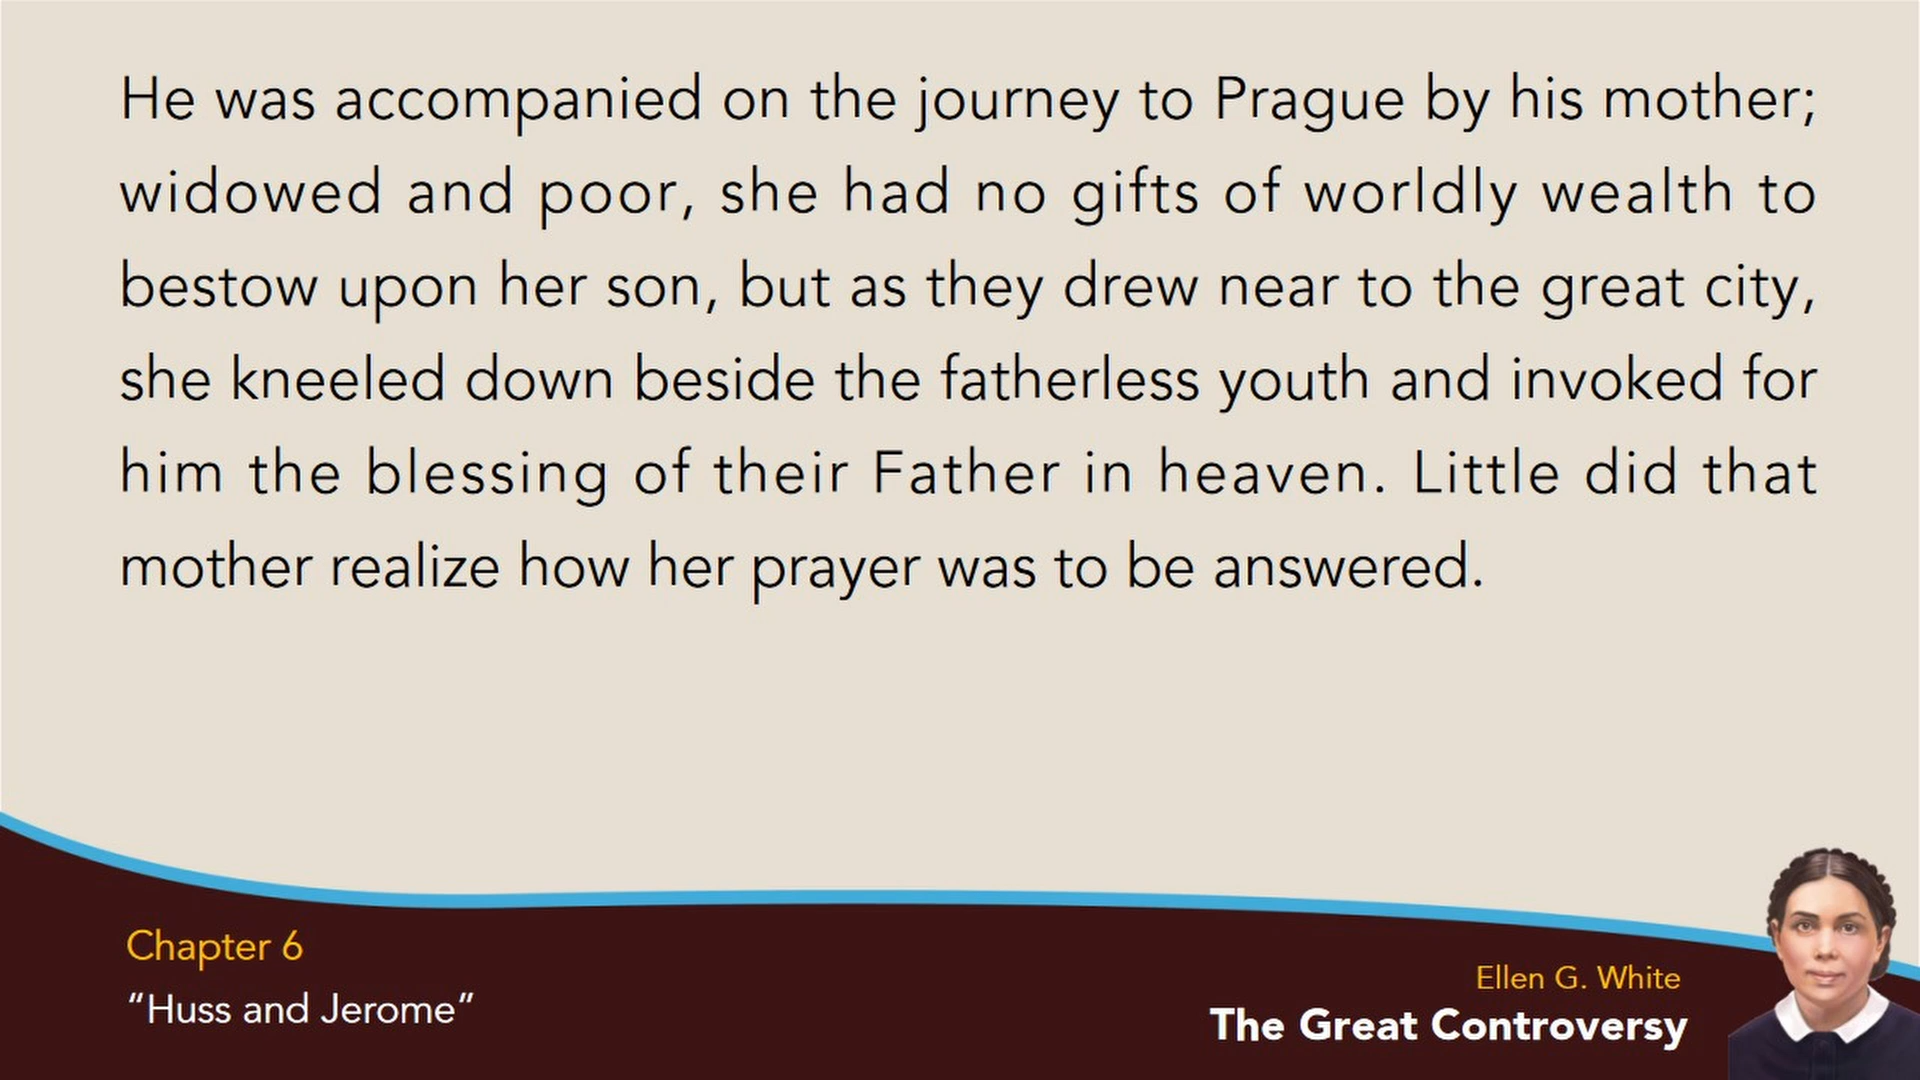 He was accompanied on the journey to Prague by his mother;
widowed and poor, she had no gifts of worldly wealth to
bestow upon her son, but as they drew near to the great city,
she kneeled down beside the fatherless youth and invoked for
him the blessing of their Father in heaven. Little did that
mother realize how her prayer was to be answered.
Chapter 6
“Huss and Jerome”
Ellen G. White
The Great Controversy